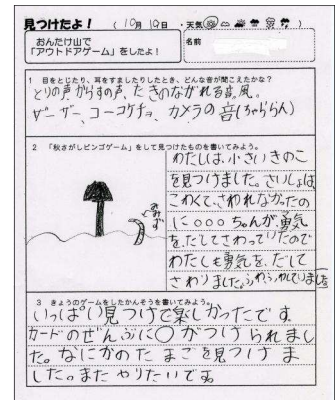 見つけたよ！ （ 10月 19日 ・天気 ）
おんたけ山で
「アウトドアゲーム」をしたよ！
名前
1 目をとじたり、耳をすましたりしたとき、どんな音が聞こえたかな？
とりの声からすの声、たきのながれる音、風。
ザーザー、コーコケチョ、カメラの音(ちゃららん)
2 「秋さがしビンゴゲーム」をして見つけたものを書いてみよう。
みみず
わたしは、小さいきのこ
を見つけました。さいしょは
こわくて、さわれなかったの
に○○○ちゃんが、勇気
を、だしてさわっていたので
わたしも勇気を、だして
さわりました。ふわふわしていました
3 きょうのゲームをしたかんそうを書いてみよう。
いっぱい見つけて楽しかったです
カードのぜんぶに○がつけられまし
た。なにかのたまごを見つけま
した。またやりたいです。